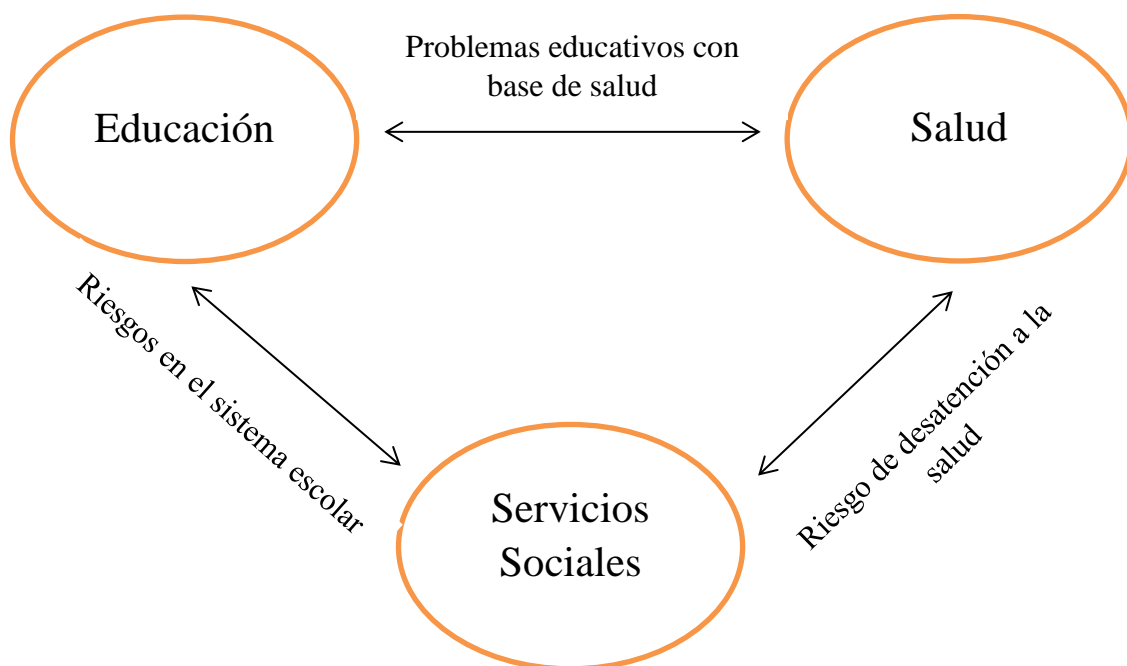 Problemas educativos con
base de salud
Educación
Salud
Riesgos en el sistema escolar
Riesgo de desatención a la
salud
Servicios
Sociales